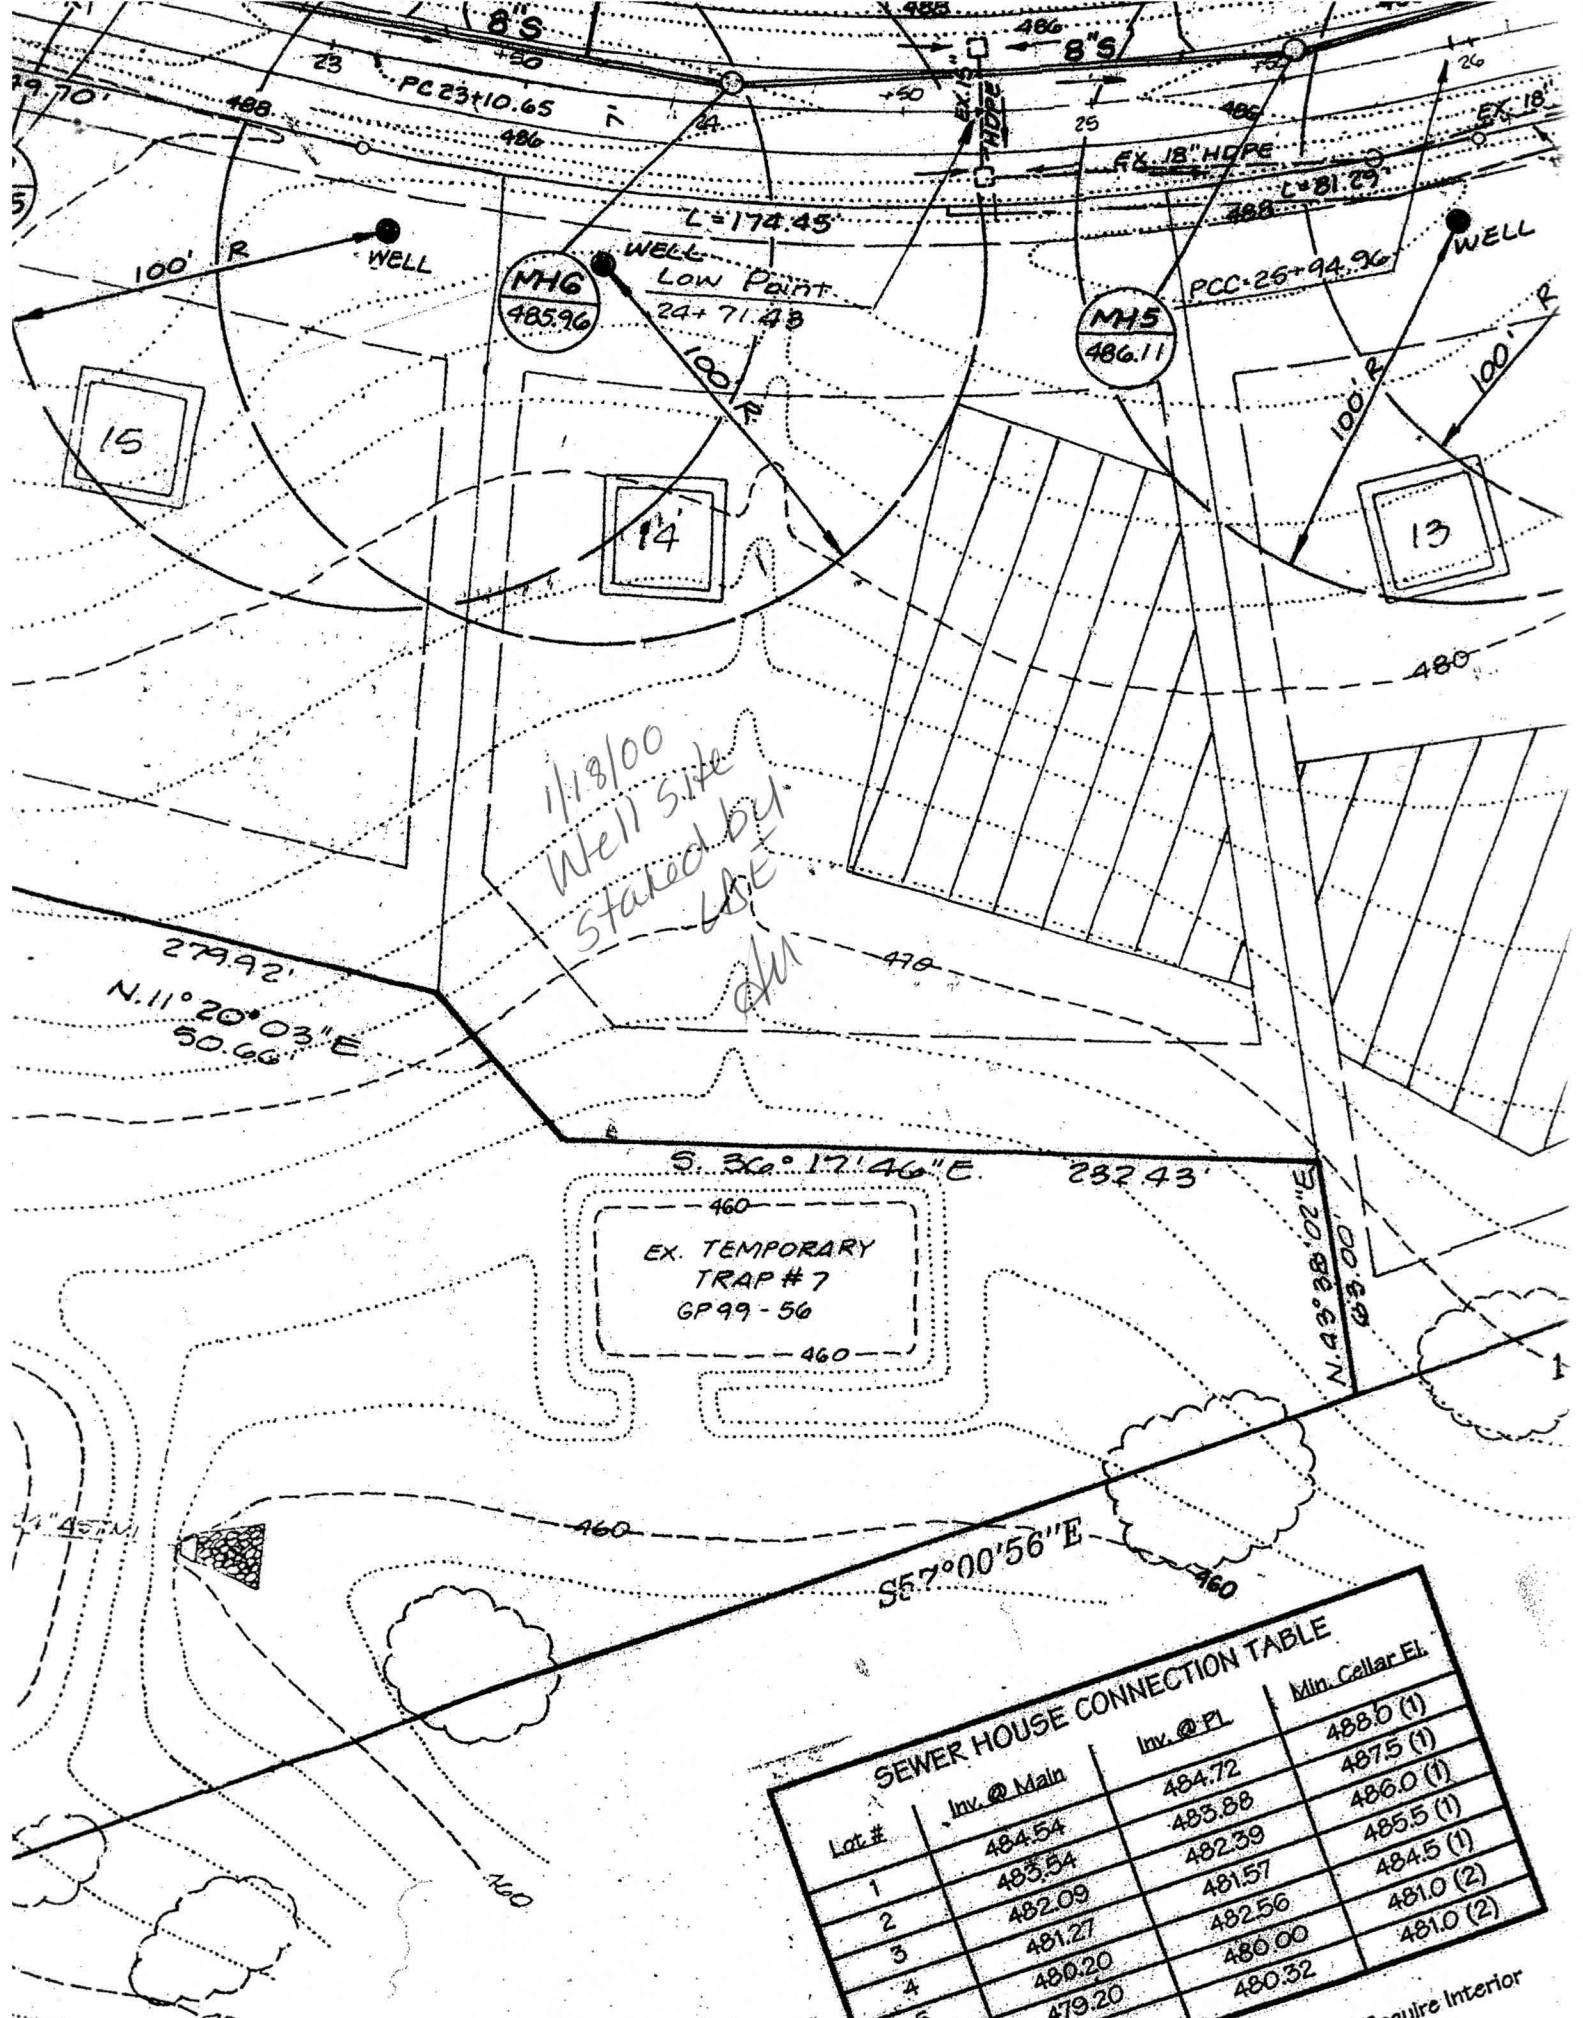 488
8"S
486
8"S
23
+50
PC 23+10.65
24
+50
EX. 15"
HDPE
25
+50
26
9.70'
488
486
486
EX. 18" HDPE
EX. 18"
L=81.29'
488
L=174.45'
100' R
WELL
WELL
WELL
MH6
485.96
Low Point
24+71.48
MH5
486.11
PCC=25+94.96
100' R
100' R
100' R
15
14
13
480
1/18/00
Well Site
Staked by
470
279.92'
N.11°20'03"E
50.66'
S. 36°17'46"E. 232.43'
N.43°38'02"E
63.00'
460
EX. TEMPORARY
TRAP #7
GP 99-56
460
460
S57°00'56"E
460
460
SEWER HOUSE CONNECTION TABLE
Lot # Inv. @ Main Inv. @ PL Min. Cellar El.
1 484.54 484.72 488.0 (1)
2 483.54 483.88 487.5 (1)
3 482.09 482.39 486.0 (1)
4 481.27 481.57 485.5 (1)
480.20 482.56 484.5 (1)
479.20 480.00 481.0 (2)
480.32 481.0 (2)
Interior